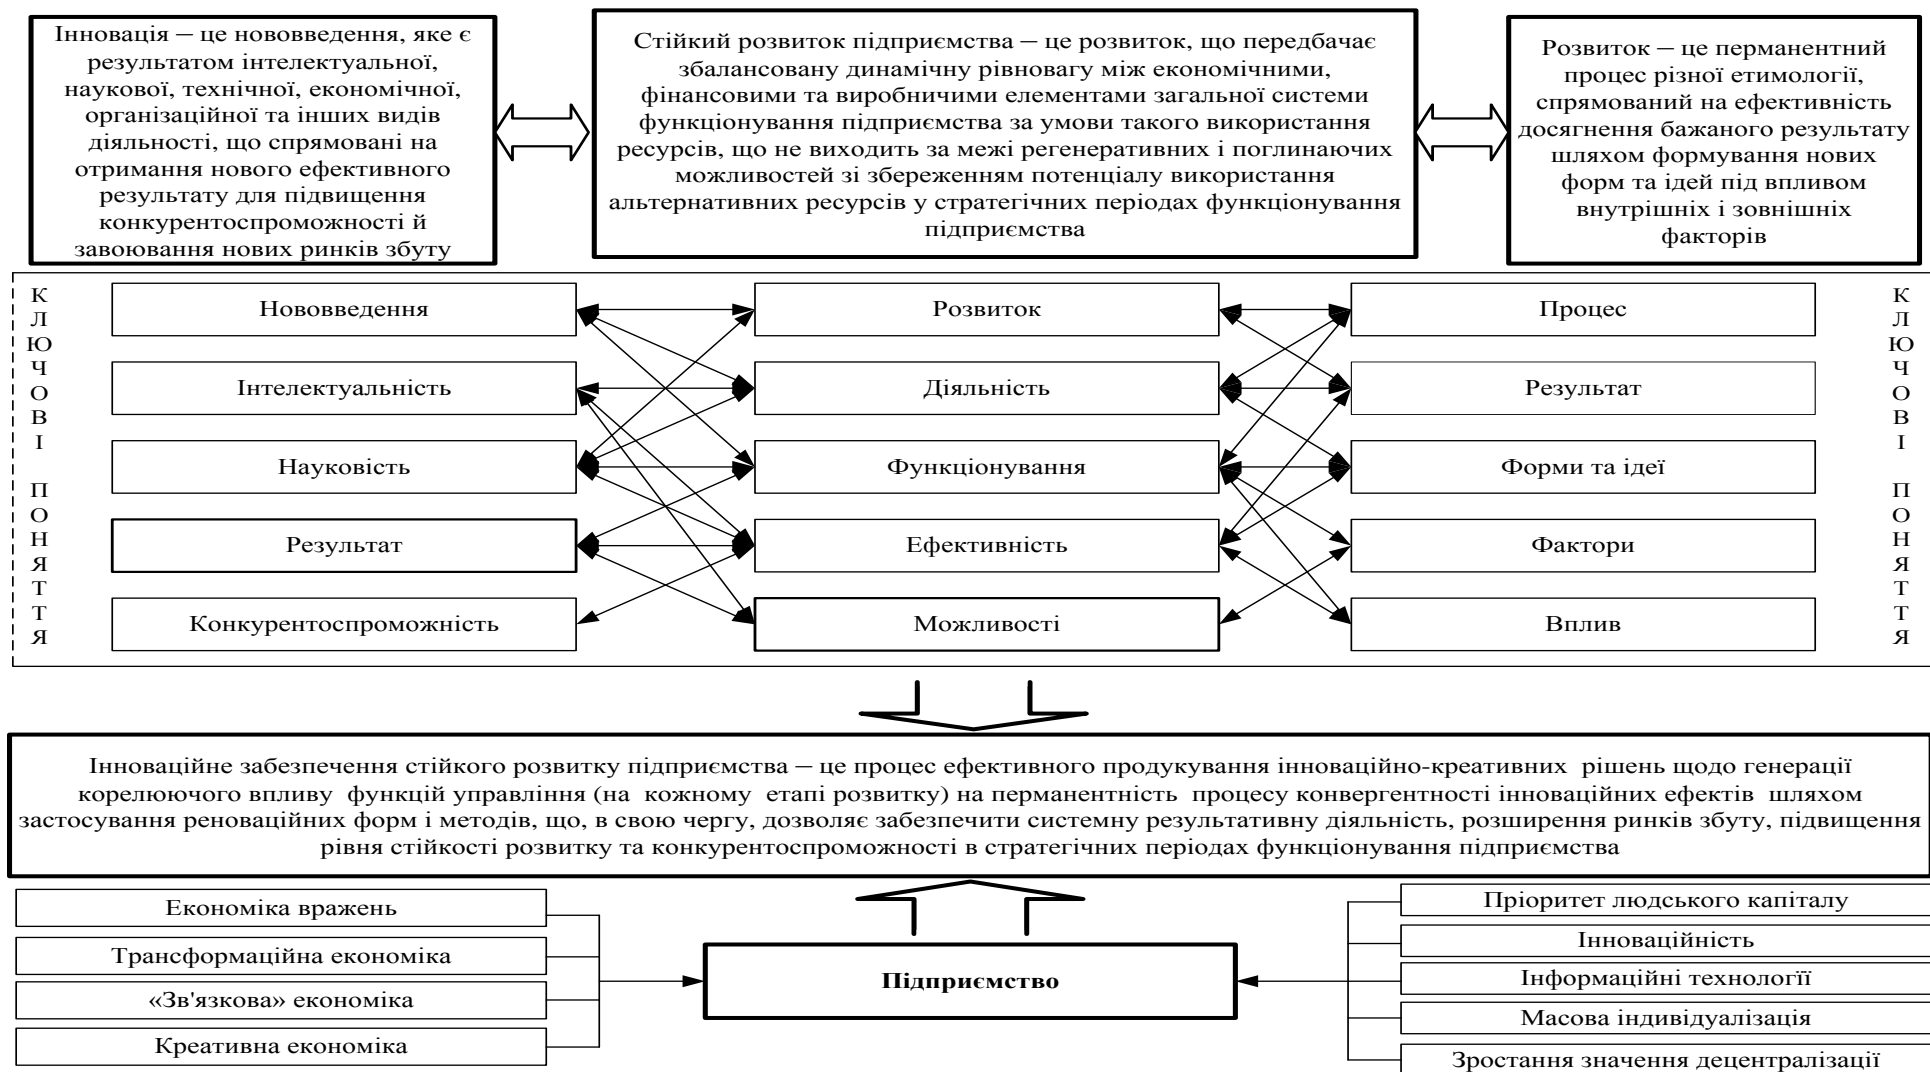 Інновація – це нововведення, яке є
результатом інтелектуальної,
наукової, технічної, економічної,
організаційної та інших видів
діяльності, що спрямовані на
отримання нового ефективного
результату для підвищення
конкурентоспроможності й
завоювання нових ринків збуту
Стійкий розвиток підприємства – це розвиток, що передбачає
збалансовану динамічну рівновагу між економічними,
фінансовими та виробничими елементами загальної системи
функціонування підприємства за умови такого використання
ресурсів, що не виходить за межі регенеративних і поглинаючих
можливостей зі збереженням потенціалу використання
альтернативних ресурсів у стратегічних періодах функціонування
підприємства
Розвиток – це перманентний
процес різної етимології,
спрямований на ефективність
досягнення бажаного результату
шляхом формування нових
форм та ідей під впливом
внутрішніх і зовнішніх
факторів
КЛЮЧОВІ ПОНЯТТЯ
Нововведення
Інтелектуальність
Науковість
Результат
Конкурентоспроможність
Розвиток
Діяльність
Функціонування
Ефективність
Можливості
Процес
Результат
Форми та ідеї
Фактори
Вплив
КЛЮЧОВІ ПОНЯТТЯ
Інноваційне забезпечення стійкого розвитку підприємства – це процес ефективного продукування інноваційно-креативних рішень щодо генерації
корелюючого впливу функцій управління (на кожному етапі розвитку) на перманентність процесу конвергентності інноваційних ефектів шляхом
застосування реноваційних форм і методів, що, в свою чергу, дозволяє забезпечити системну результативну діяльність, розширення ринків збуту, підвищення
рівня стійкості розвитку та конкурентоспроможності в стратегічних періодах функціонування підприємства
Економіка вражень
Трансформаційна економіка
«Зв'язкова» економіка
Креативна економіка
Підприємство
Пріоритет людського капіталу
Інноваційність
Інформаційні технології
Масова індивідуалізація
Зростання значення децентралізації